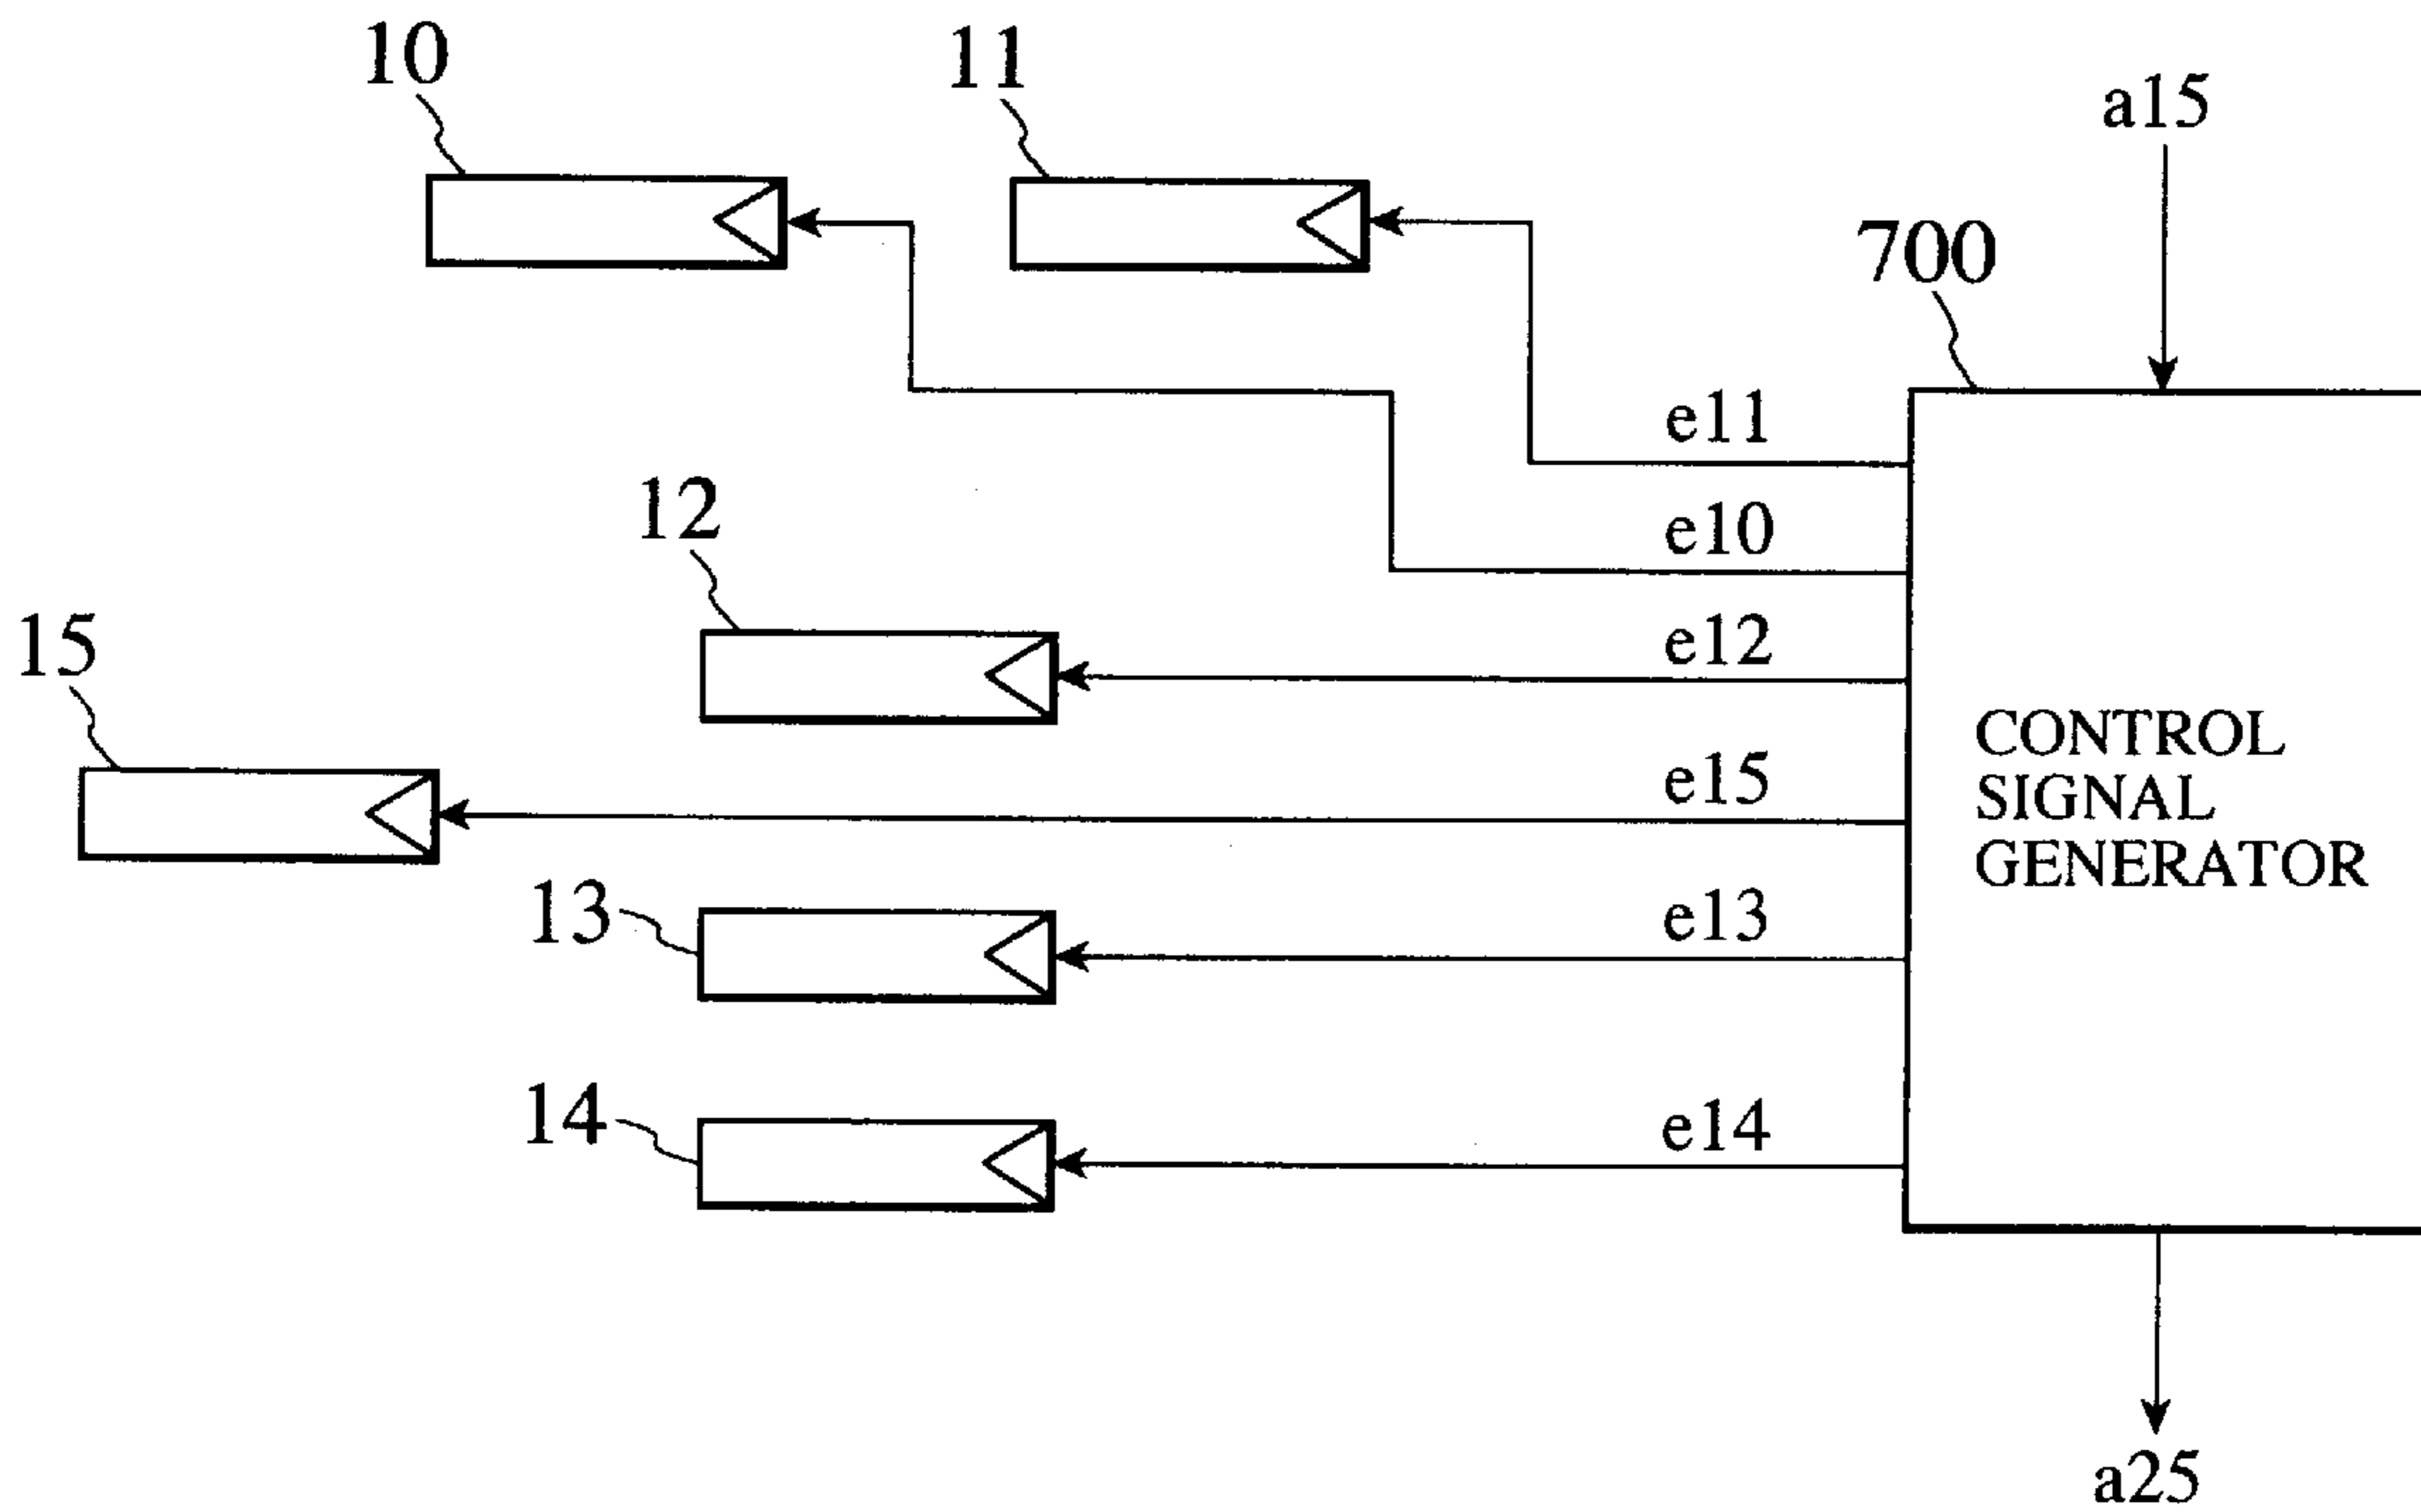 10
11
a15
700
e11
e10
12
e12
15
CONTROL
SIGNAL
GENERATOR
e15
13
e13
14
e14
a25